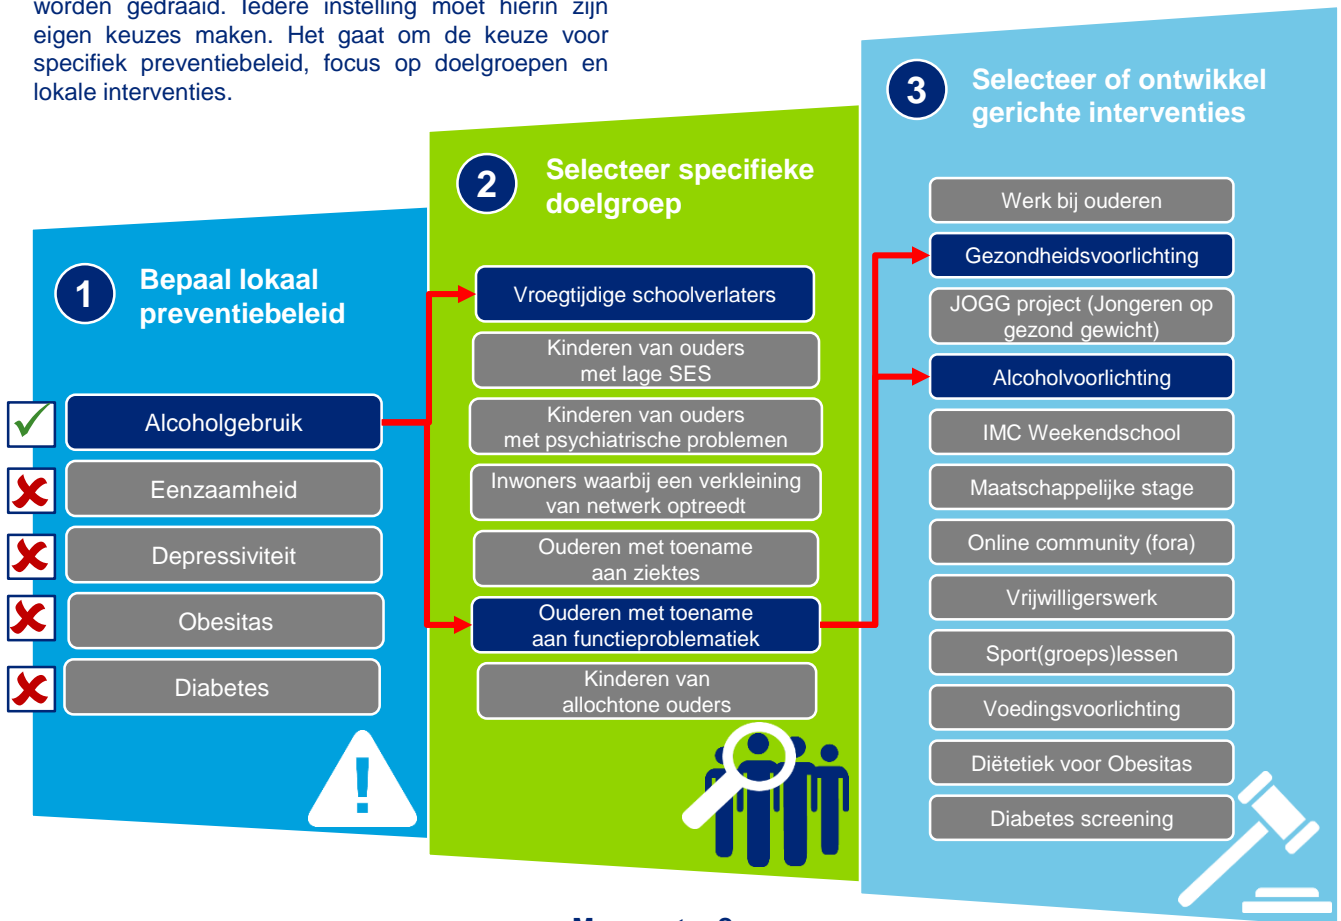 worden gedraaid. Iedere instelling moet hierin zijn
eigen keuzes maken. Het gaat om de keuze voor
specifiek preventiebeleid, focus op doelgroepen en
lokale interventies.
1
Bepaal lokaal
preventiebeleid
Alcoholgebruik
Eenzaamheid
Depressiviteit
Obesitas
Diabetes
2
Selecteer specifieke
doelgroep
Vroegtijdige schoolverlaters
Kinderen van ouders
met lage SES
Kinderen van ouders
met psychiatrische problemen
Inwoners waarbij een verkleining
van netwerk optreedt
Ouderen met toename
aan ziektes
Ouderen met toename
aan functieproblematiek
Kinderen van
allochtone ouders
3
Selecteer of ontwikkel
gerichte interventies
Werk bij ouderen
Gezondheidsvoorlichting
JOGG project (Jongeren op
gezond gewicht)
Alcoholvoorlichting
IMC Weekendschool
Maatschappelijke stage
Online community (fora)
Vrijwilligerswerk
Sport(groeps)lessen
Voedingsvoorlichting
Diëtetiek voor Obesitas
Diabetes screening